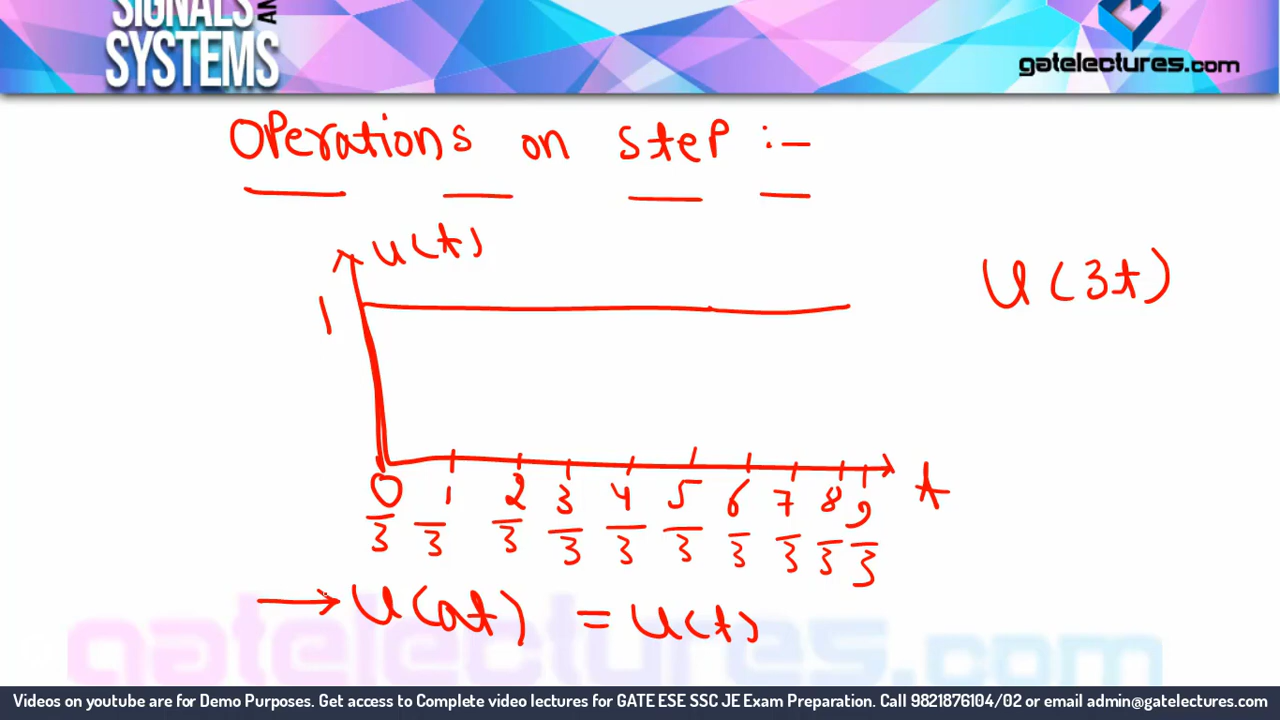 SIGNALS AND
SYSTEMS
gatelectures.com
Operations on step :-
u(t)
u(3t)
1
0 1 2 3 4 5 6 7 8 9
3 3 3 3 3 3 3 3 3 3
t
→ u(at) = u(t)
gatelectures.com
Videos on youtube are for Demo Purposes. Get access to Complete video lectures for GATE ESE SSC JE Exam Preparation. Call 9821876104/02 or email admin@gatelectures.com